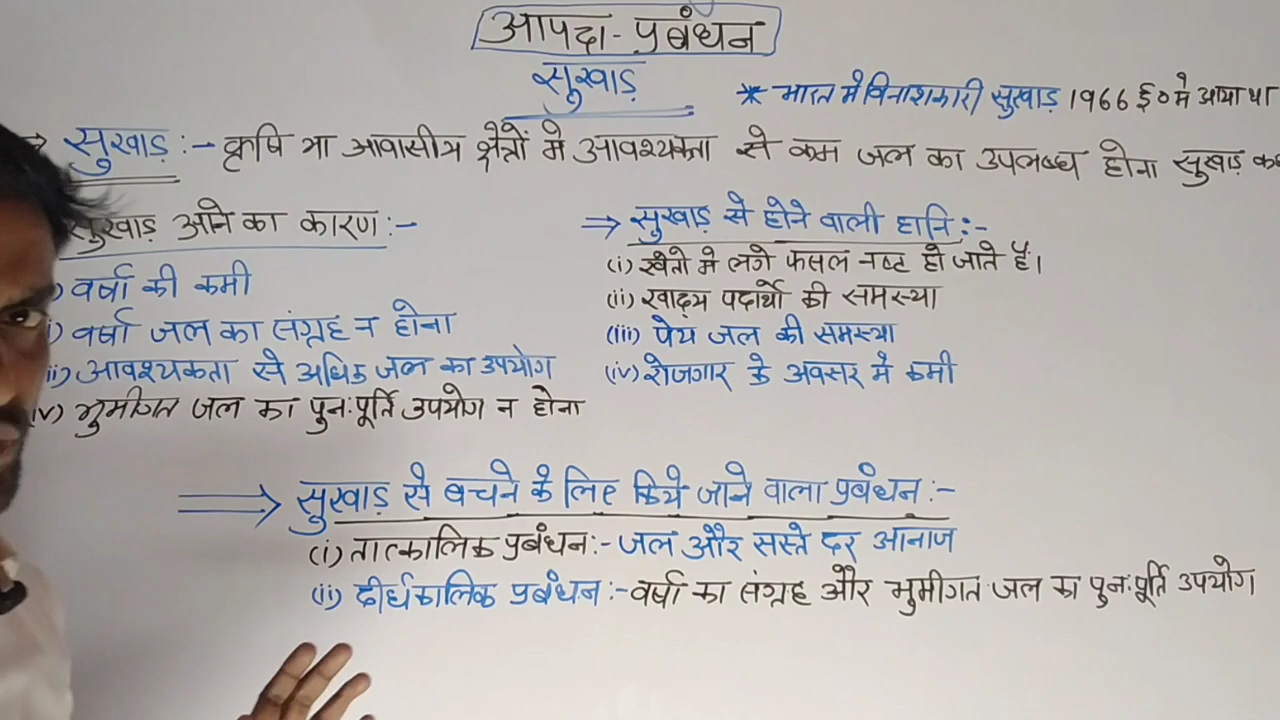 आपदा-प्रबंधन
सुखाड़
* भारत मे विनाशकारी सुखाड़ 1966 ई० मे आया था
सुखाड़ :- कृषि या आवासीय क्षेत्रों मे आवश्यकता से कम जल का उपलब्ध होना सुखाड़
सुखाड़ आने का कारण :-
वर्षा की कमी
वर्षा जल का संग्रह न होना
आवश्यकता से अधिक जल का उपयोग
(iv) भुमीगत जल का पुनःपूर्ति उपयोग न होना
⇒ सुखाड़ से होने वाली हानि :-
(i) खेतो मे लगे फसल नष्ट हो जाते हैं।
(ii) खाद्य पदार्थो की समस्या
(iii) पेय जल की समस्या
(iv) रोजगार के अवसर मे कमी
⇒ सुखाड़ से बचने के लिए किये जाने वाला प्रबंधन :-
(i) तात्कालिक प्रबंधन :- जल और सस्ते दर आनाज
(ii) दीर्घकालिक प्रबंधन :- वर्षा का संग्रह और भुमीगत जल का पुनःपूर्ति उपयोग